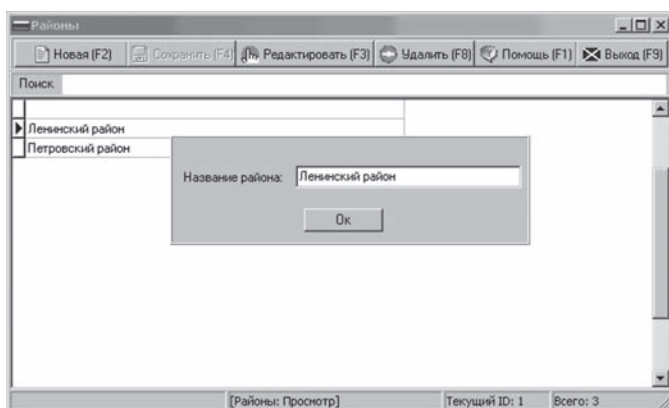 Районы
Новая (F2) Сохранить (F4) Редактировать (F3) Удалить (F8) Помощь (F1) Выход (F9)
Поиск
Ленинский район
Петровский район
Название района: Ленинский район
Ок
[Районы: Просмотр] Текущий ID: 1 Всего: 3